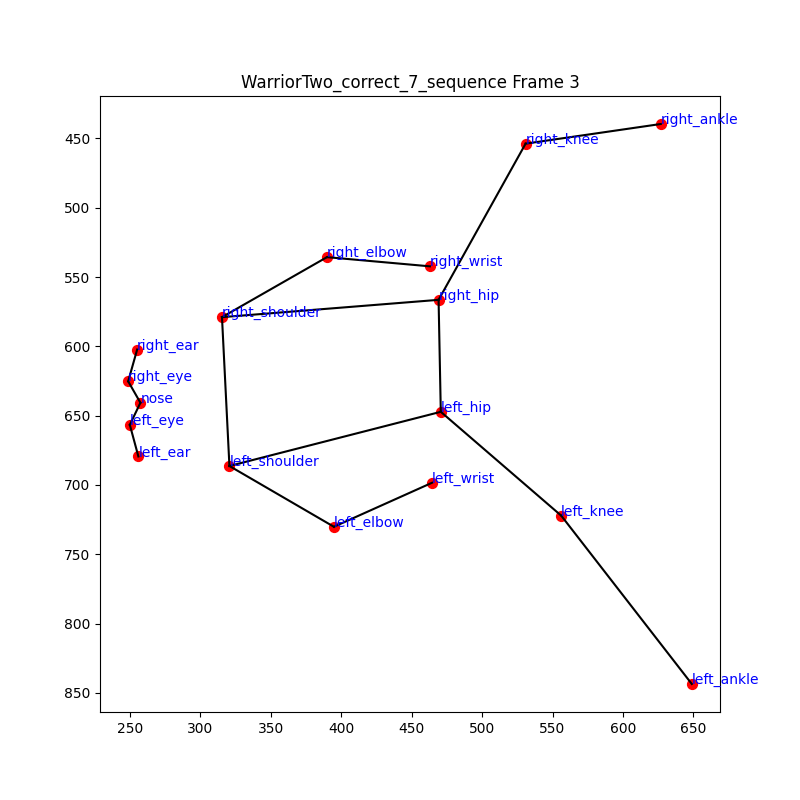 WarriorTwo_correct_7_sequence Frame 3
right_ankle
450
right_knee
500
right_elbow
right_wrist
550
right_hip
right_shoulder
600
right_ear
right_eye
nose
left_hip
650
left_eye
left_ear
left_shoulder
left_wrist
700
left_knee
left_elbow
750
800
left_ankle
850
250 300 350 400 450 500 550 600 650